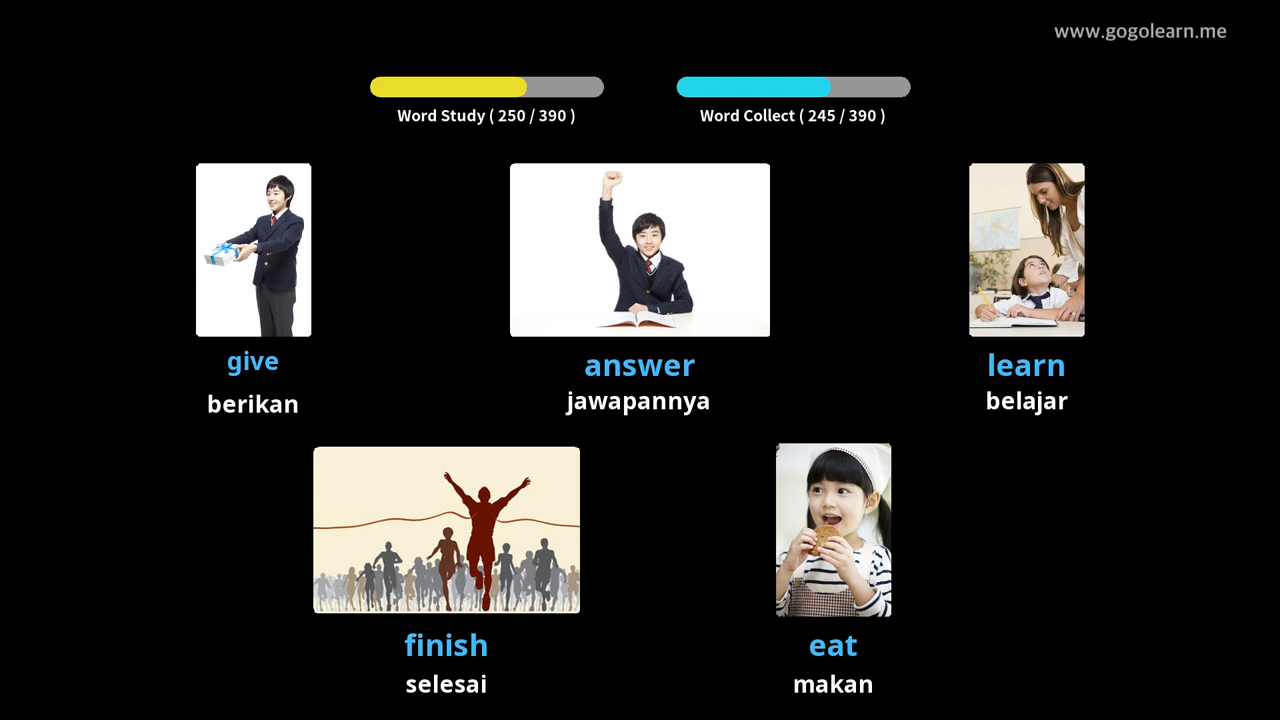 www.gogolearn.me
Word Study ( 250 / 390 )
Word Collect ( 245 / 390 )
give
berikan
answer
jawapannya
learn
belajar
finish
selesai
eat
makan